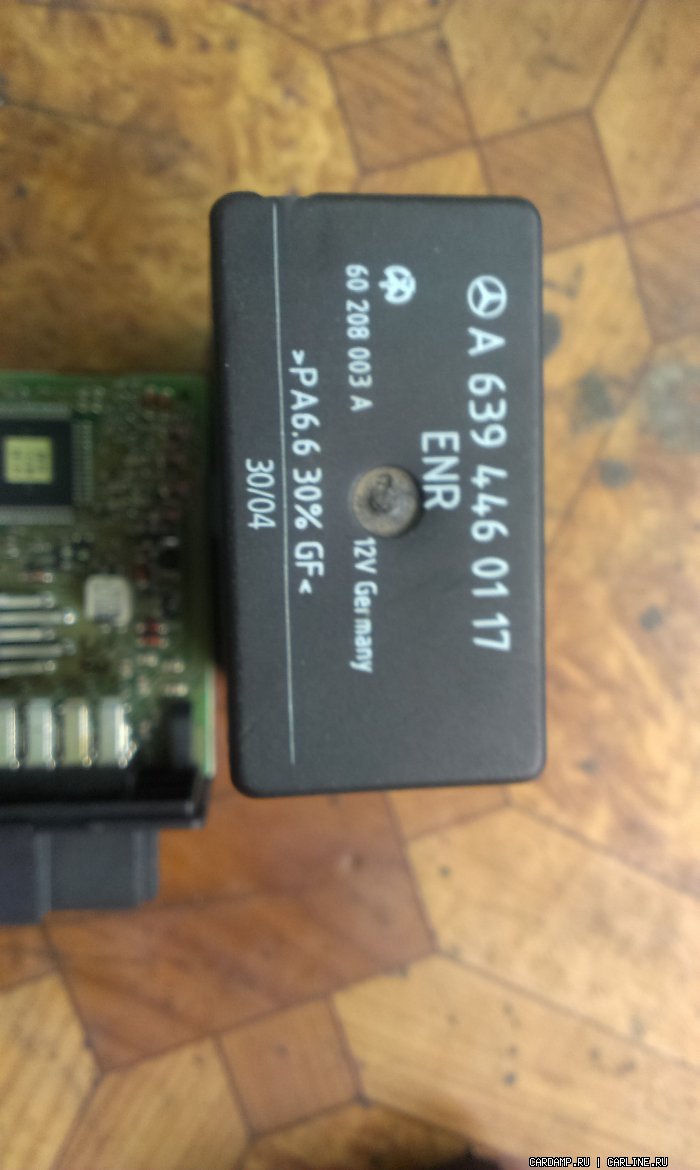 A 639 446 01 17
ENR
60 208 003 A
12V Germany
>PA6.6 30% GF<
30/04
CARDAMP.RU | CARLINE.RU